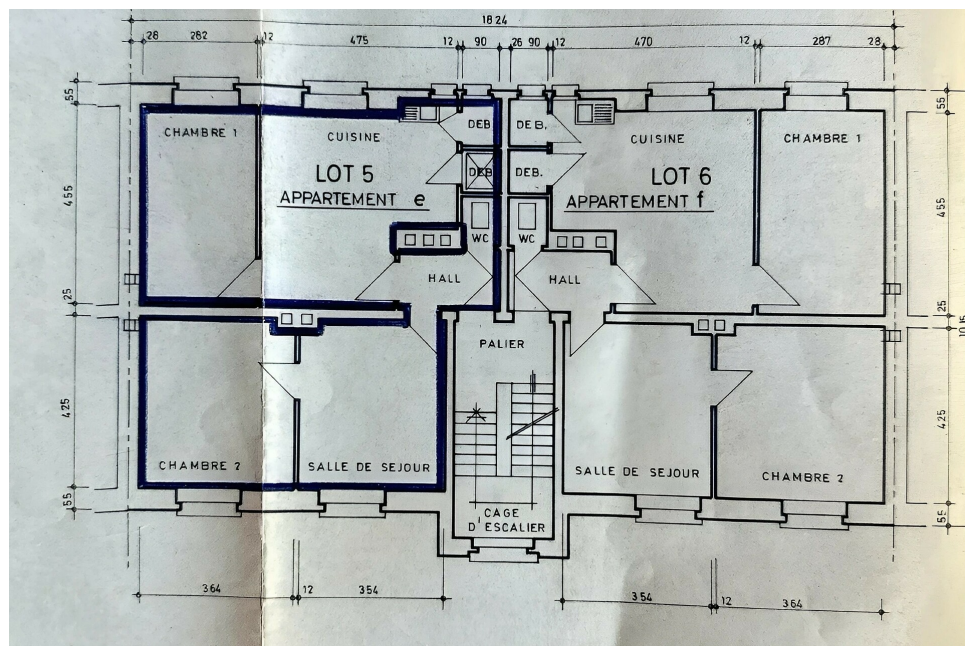 18 24
28 282 12 475 12 90 26 90 12 470 12 287 28
55 55
CHAMBRE 1 CUISINE DEB DEB. CUISINE CHAMBRE 1
LOT 5 DEB DEB. LOT 6
APPARTEMENT e APPARTEMENT f
455 455
WC WC
HALL HALL
25 25
10,15
PALIER
425 425
CHAMBRE 2 SALLE DE SEJOUR SALLE DE SEJOUR CHAMBRE 2
55 55
CAGE
D'ESCALIER
364 12 354 354 12 364